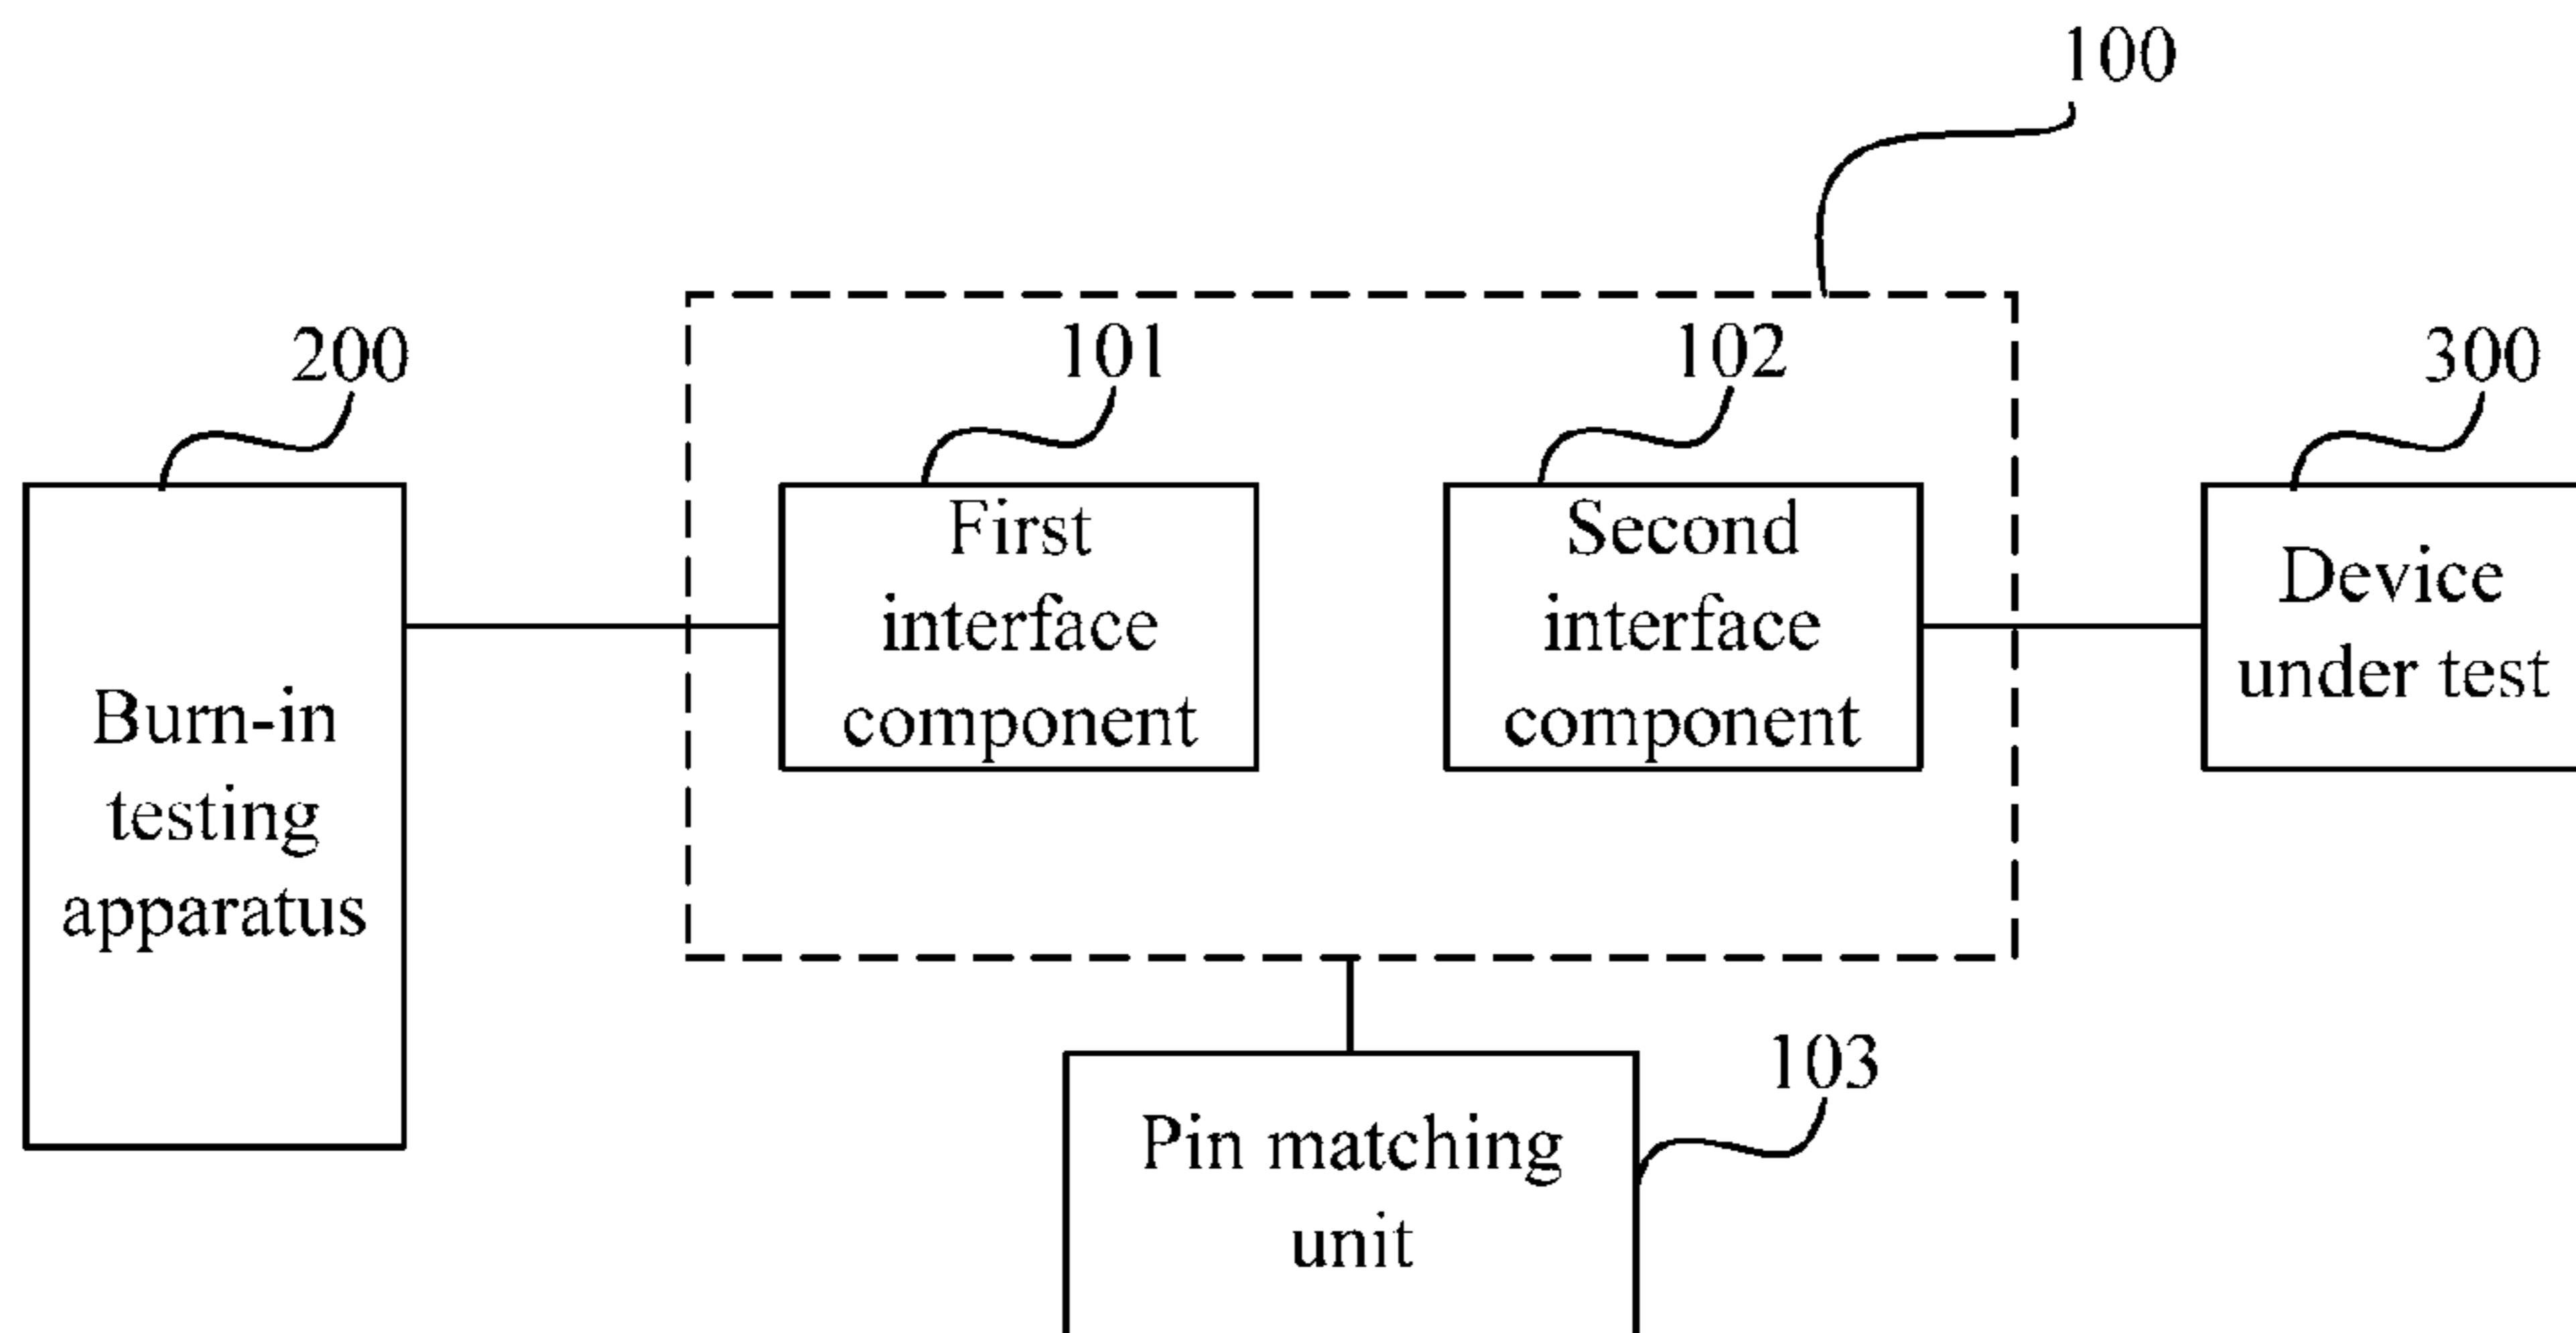 100
200
101
102
300
First
interface
component
Second
interface
component
Device
under test
Burn-in
testing
apparatus
103
Pin matching
unit